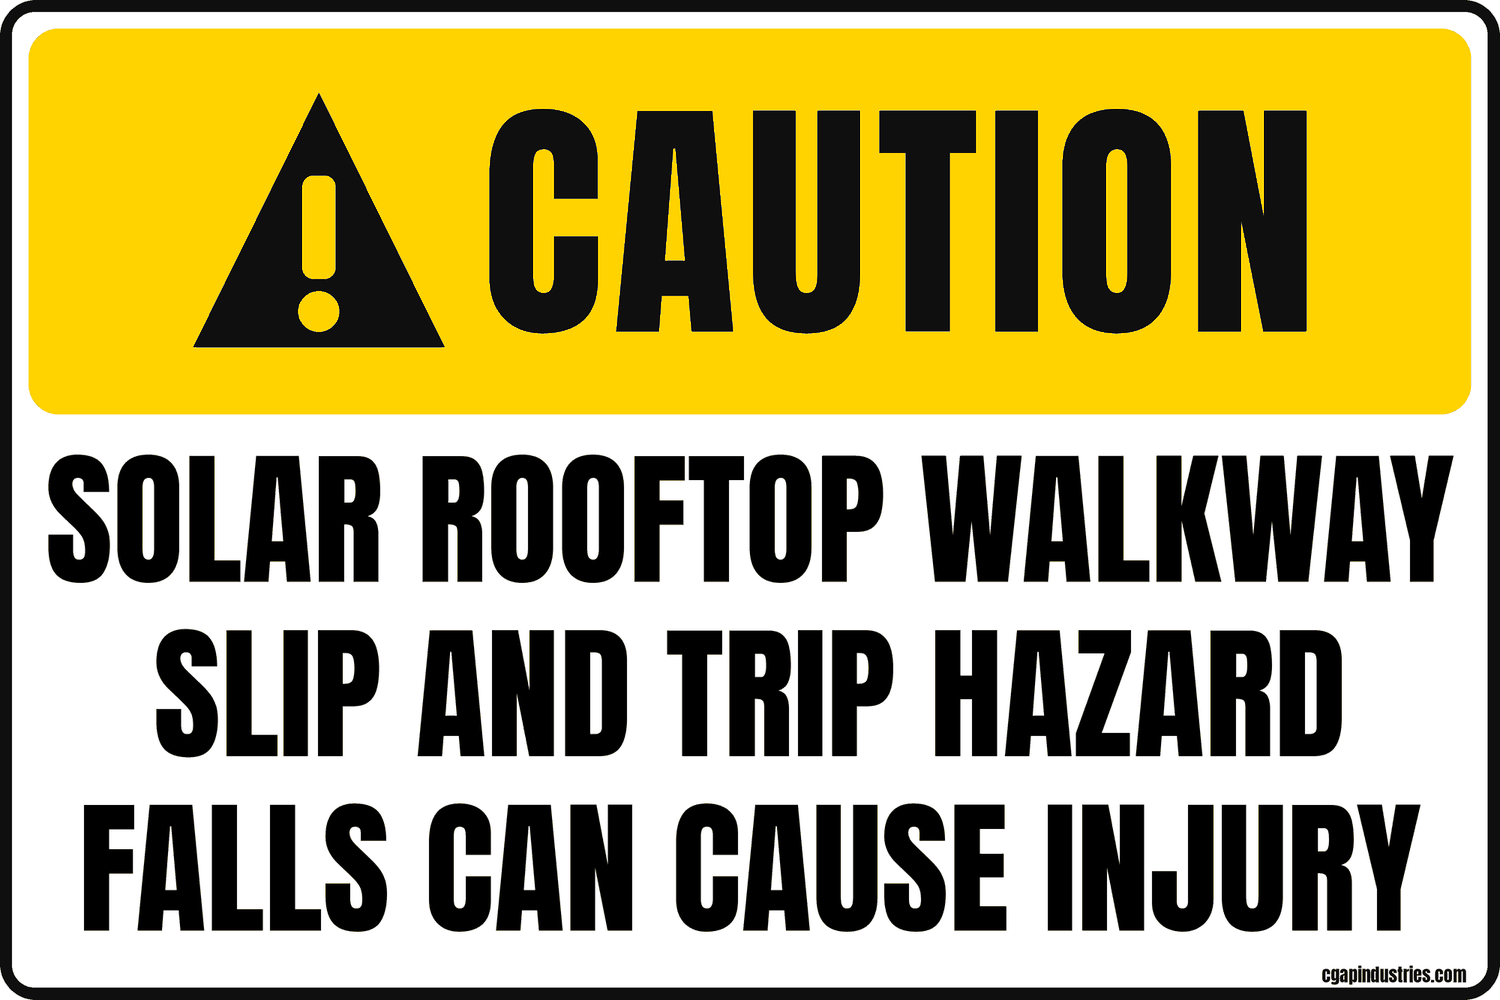 CAUTION
SOLAR ROOFTOP WALKWAY
SLIP AND TRIP HAZARD
FALLS CAN CAUSE INJURY
cgapindustries.com